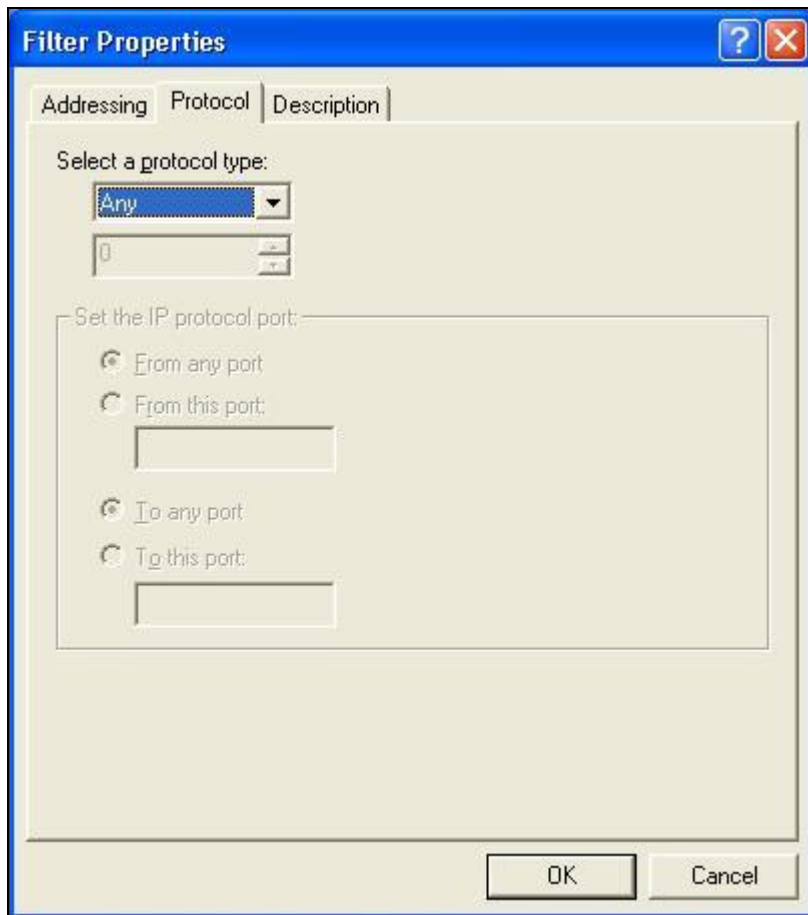 Filter Properties
Addressing Protocol Description
Select a protocol type:
Any
0
Set the IP protocol port:
From any port
From this port:
To any port
To this port:
OK Cancel